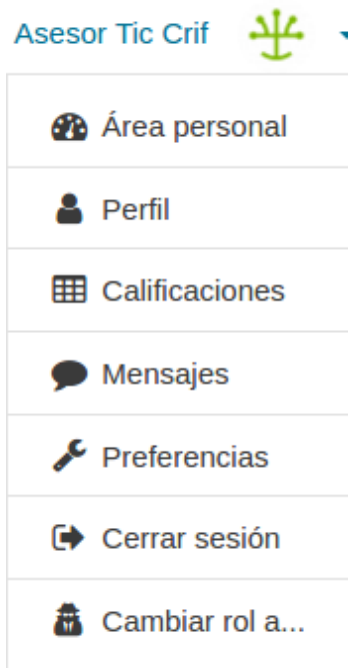 Asesor Tic Crif
Área personal
Perfil
Calificaciones
Mensajes
Preferencias
Cerrar sesión
Cambiar rol a...